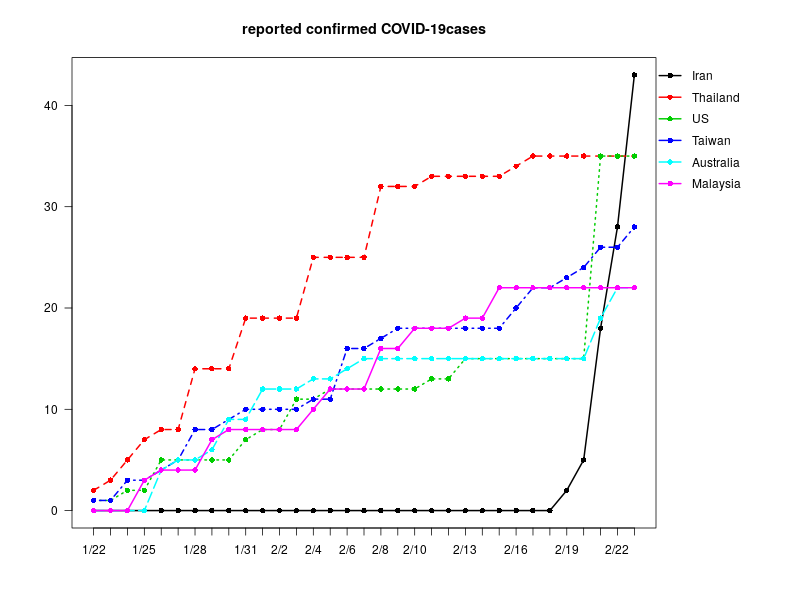 reported confirmed COVID-19cases
Iran
Thailand
US
Taiwan
Australia
Malaysia
40
30
20
10
0
1/22 1/25 1/28 1/31 2/2 2/4 2/6 2/8 2/10 2/13 2/16 2/19 2/22